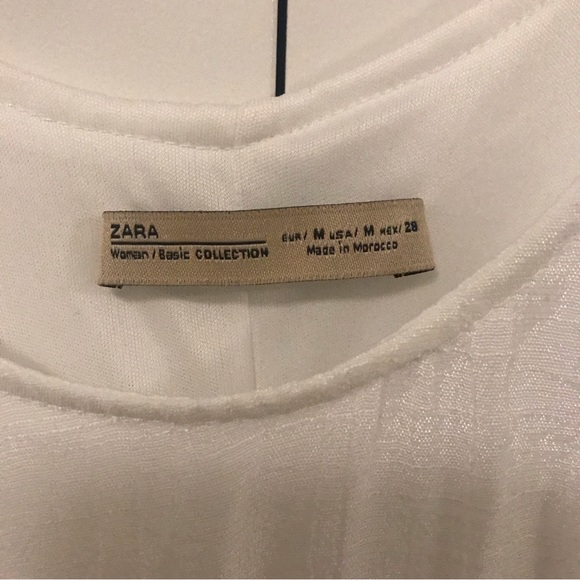 ZARA
Woman / Basic COLLECTION
EUR/ M USA/ M MEX/ 28
Made in Morocco